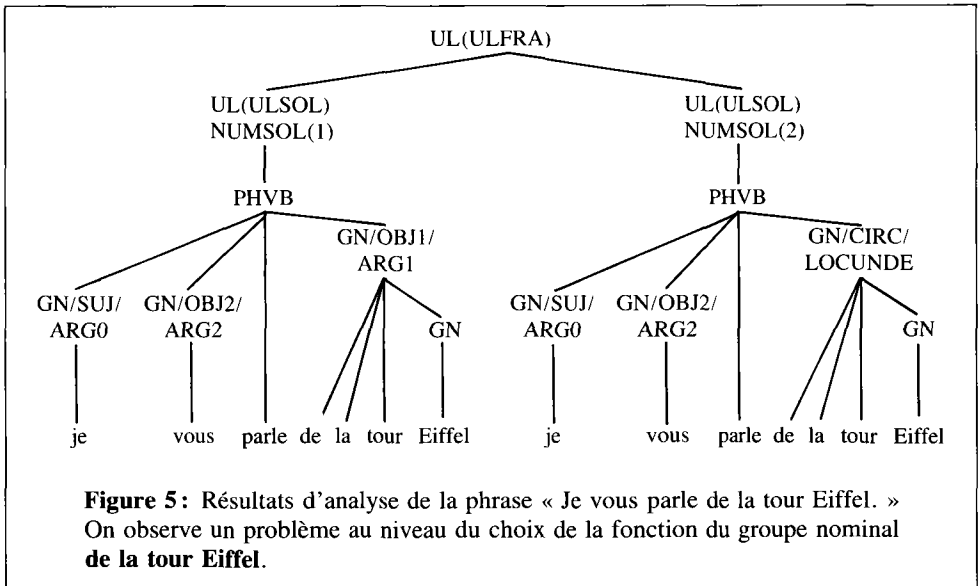 UL(ULFRA)
UL(ULSOL) UL(ULSOL)
NUMSOL(1) NUMSOL(2)
PHVB PHVB
GN/OBJ1/ GN/CIRC/
ARG1 LOCUNDE
GN/SUJ/ GN/OBJ2/ GN GN/SUJ/ GN/OBJ2/ GN
ARG0 ARG2 ARG0 ARG2
je vous parle de la tour Eiffel je vous parle de la tour Eiffel
Figure 5: Résultats d'analyse de la phrase « Je vous parle de la tour Eiffel. »
On observe un problème au niveau du choix de la fonction du groupe nominal
de la tour Eiffel.